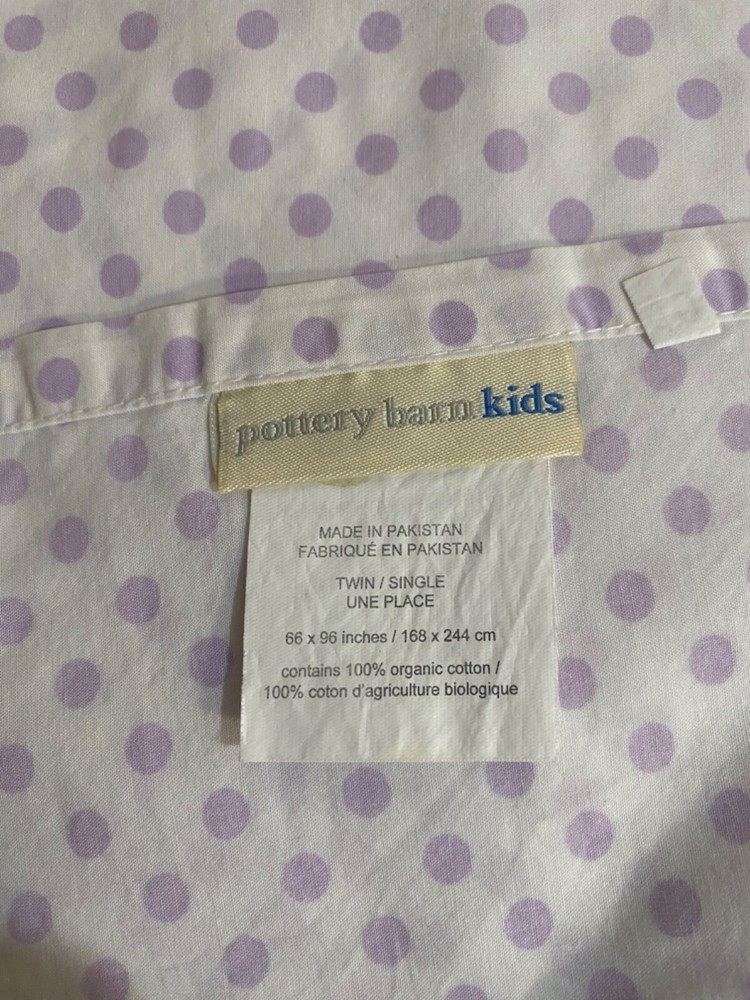 pottery barn kids
MADE IN PAKISTAN
FABRIQUÉ EN PAKISTAN
TWIN / SINGLE
UNE PLACE
66 x 96 inches / 168 x 244 cm
contains 100% organic cotton /
100% coton d'agriculture biologique